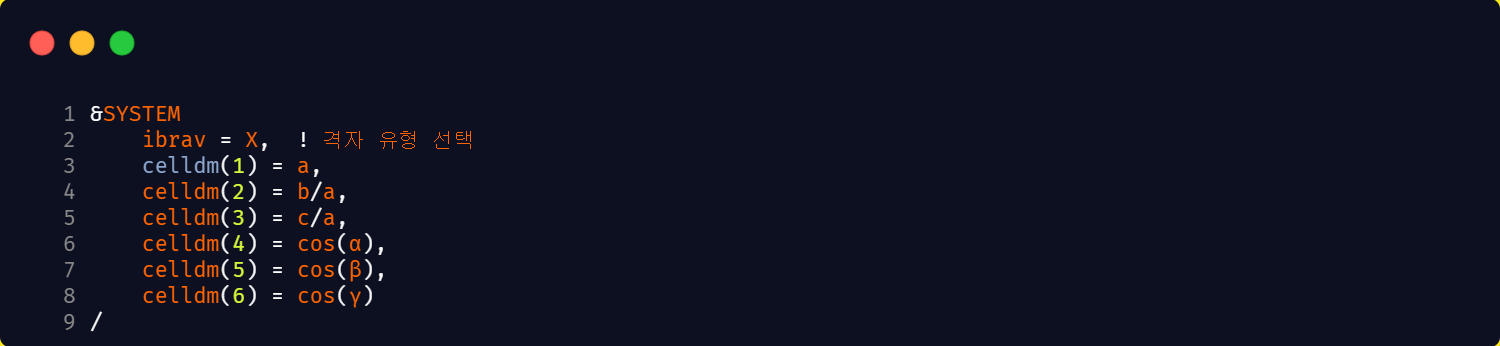 1 &SYSTEM
2     ibrav = X,  ! 격자 유형 선택
3     celldm(1) = a,
4     celldm(2) = b/a,
5     celldm(3) = c/a,
6     celldm(4) = cos(α),
7     celldm(5) = cos(β),
8     celldm(6) = cos(γ)
9 /